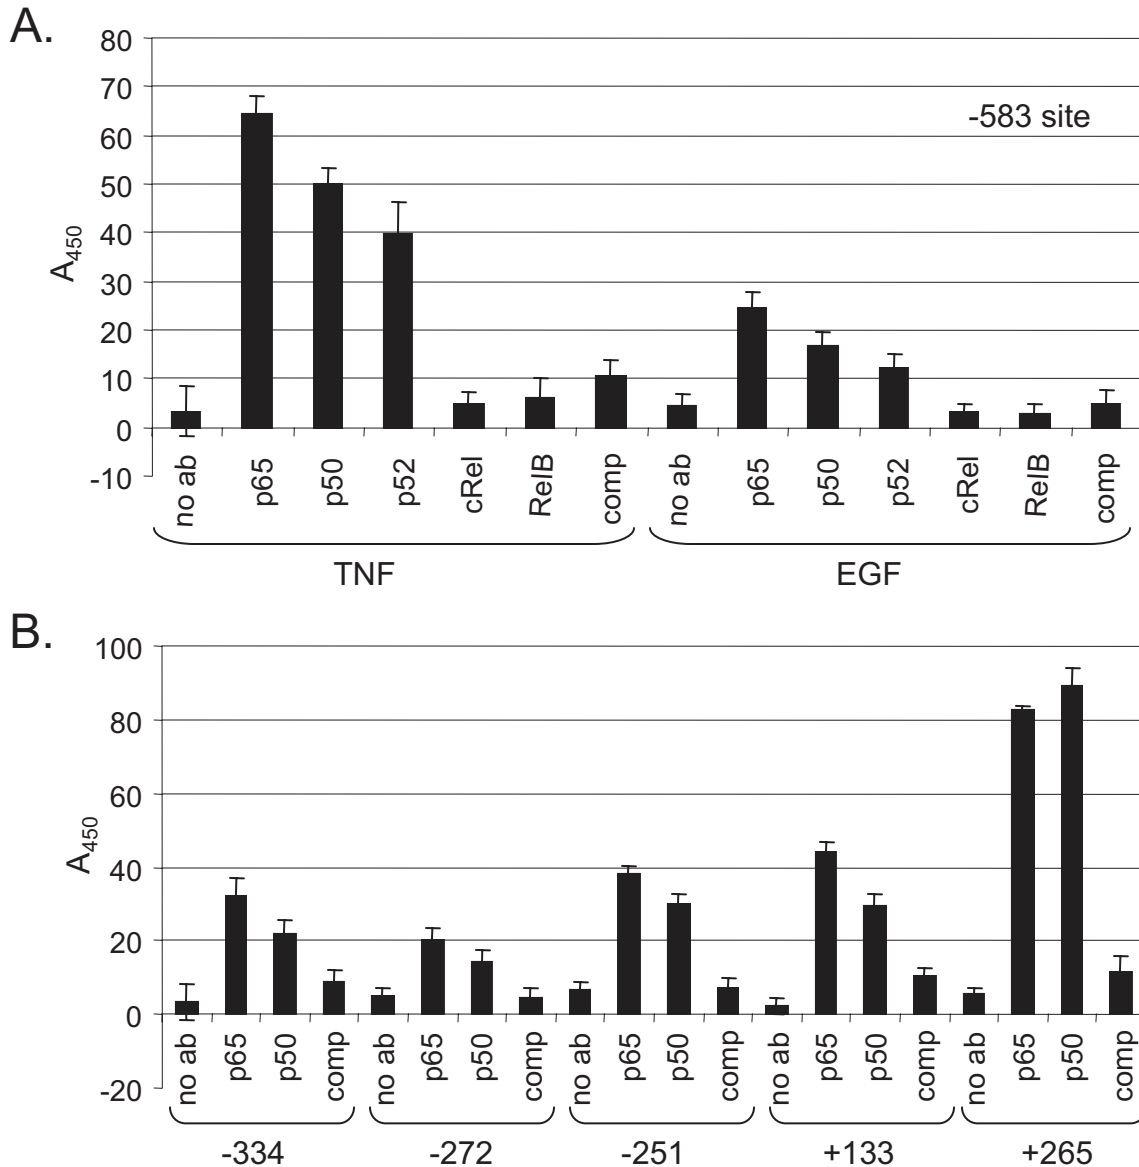 A.
80
70
60
50
40
30
20
10
0
-10
A450
-583 site
no ab
p65
p50
p52
cRel
RelB
comp
no ab
p65
p50
p52
cRel
RelB
comp
TNF
EGF
B.
100
80
60
40
20
0
-20
A450
no ab
p65
p50
comp
no ab
p65
p50
comp
no ab
p65
p50
comp
no ab
p65
p50
comp
no ab
p65
p50
comp
-334
-272
-251
+133
+265